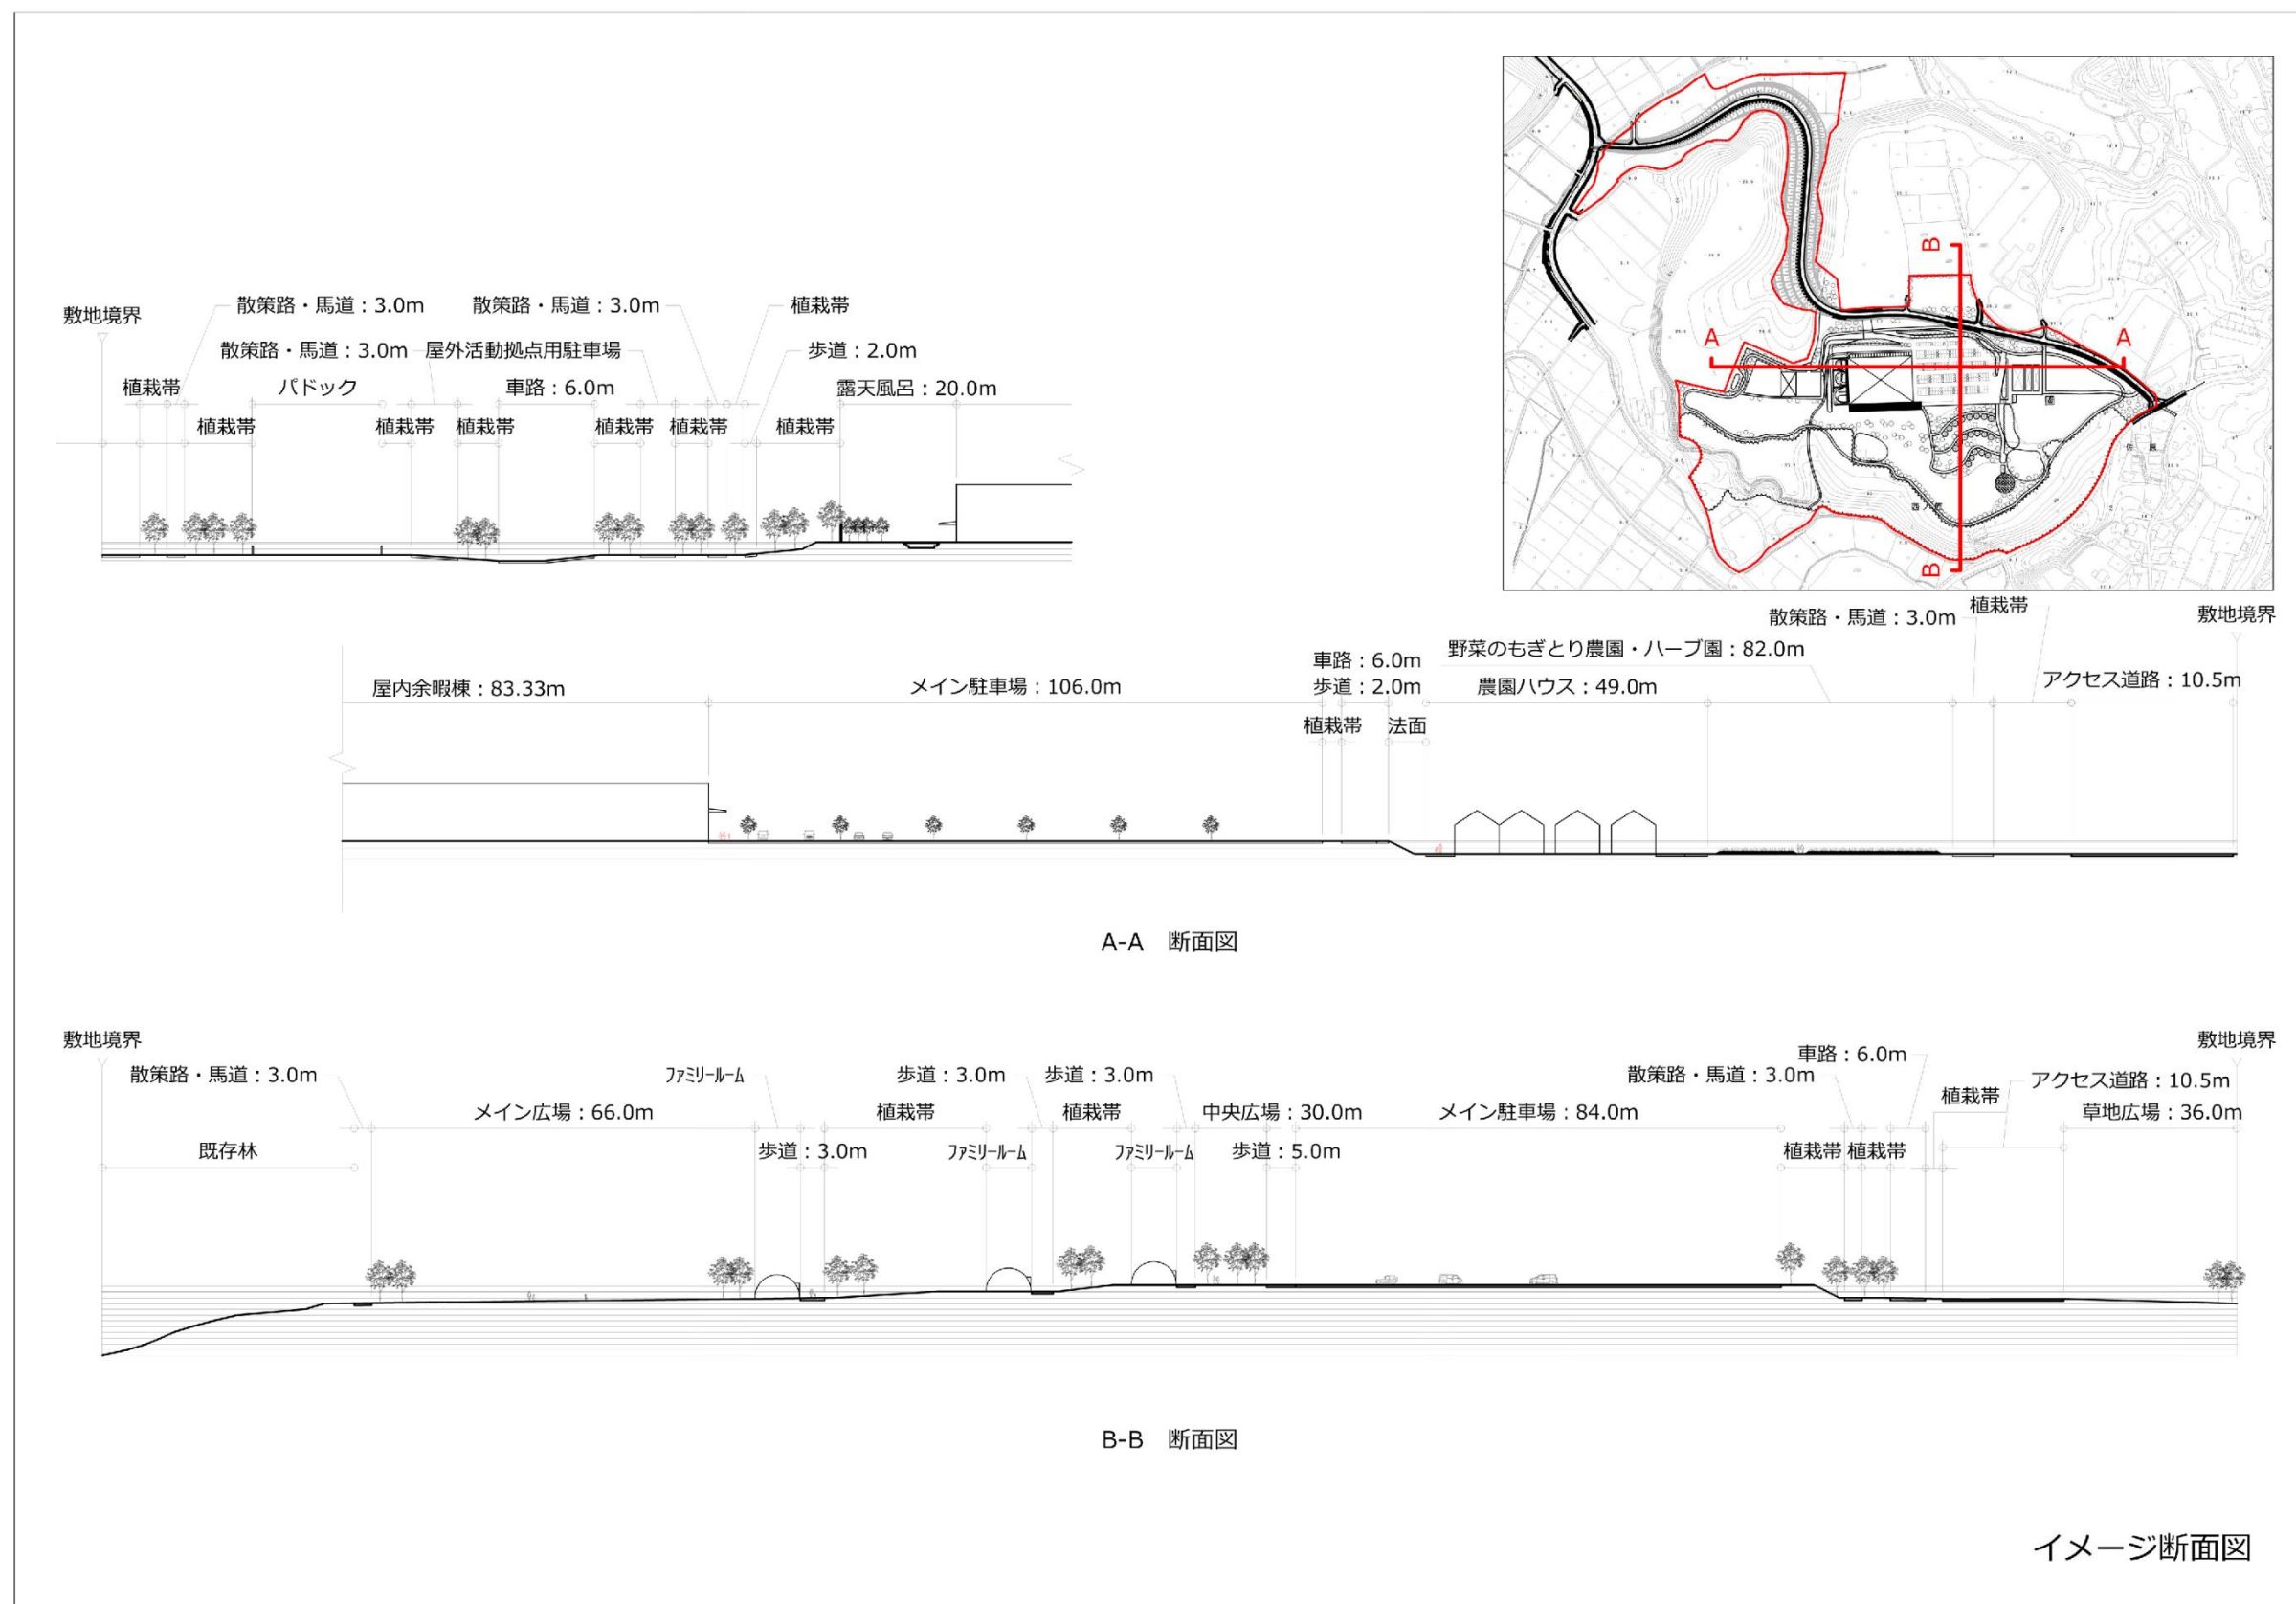 敷地境界
散策路・馬道：3.0m
散策路・馬道：3.0m
植栽帯
散策路・馬道：3.0m
屋外活動拠点用駐車場
歩道：2.0m
植栽帯
パドック
車路：6.0m
露天風呂：20.0m
植栽帯
植栽帯
植栽帯
植栽帯
植栽帯
植栽帯
B
A
A
B
散策路・馬道：3.0m
植栽帯
敷地境界
車路：6.0m
野菜のもぎとり農園・ハーブ園：82.0m
屋内余暇棟：83.33m
メイン駐車場：106.0m
歩道：2.0m
農園ハウス：49.0m
アクセス道路：10.5m
植栽帯
法面
A-A　断面図
敷地境界
敷地境界
散策路・馬道：3.0m
ﾌｧﾐﾘｰﾙｰﾑ
歩道：3.0m
歩道：3.0m
散策路・馬道：3.0m
車路：6.0m
植栽帯
アクセス道路：10.5m
メイン広場：66.0m
植栽帯
植栽帯
中央広場：30.0m
メイン駐車場：84.0m
草地広場：36.0m
既存林
歩道：3.0m
ﾌｧﾐﾘｰﾙｰﾑ
ﾌｧﾐﾘｰﾙｰﾑ
歩道：5.0m
植栽帯
植栽帯
B-B　断面図
イメージ断面図